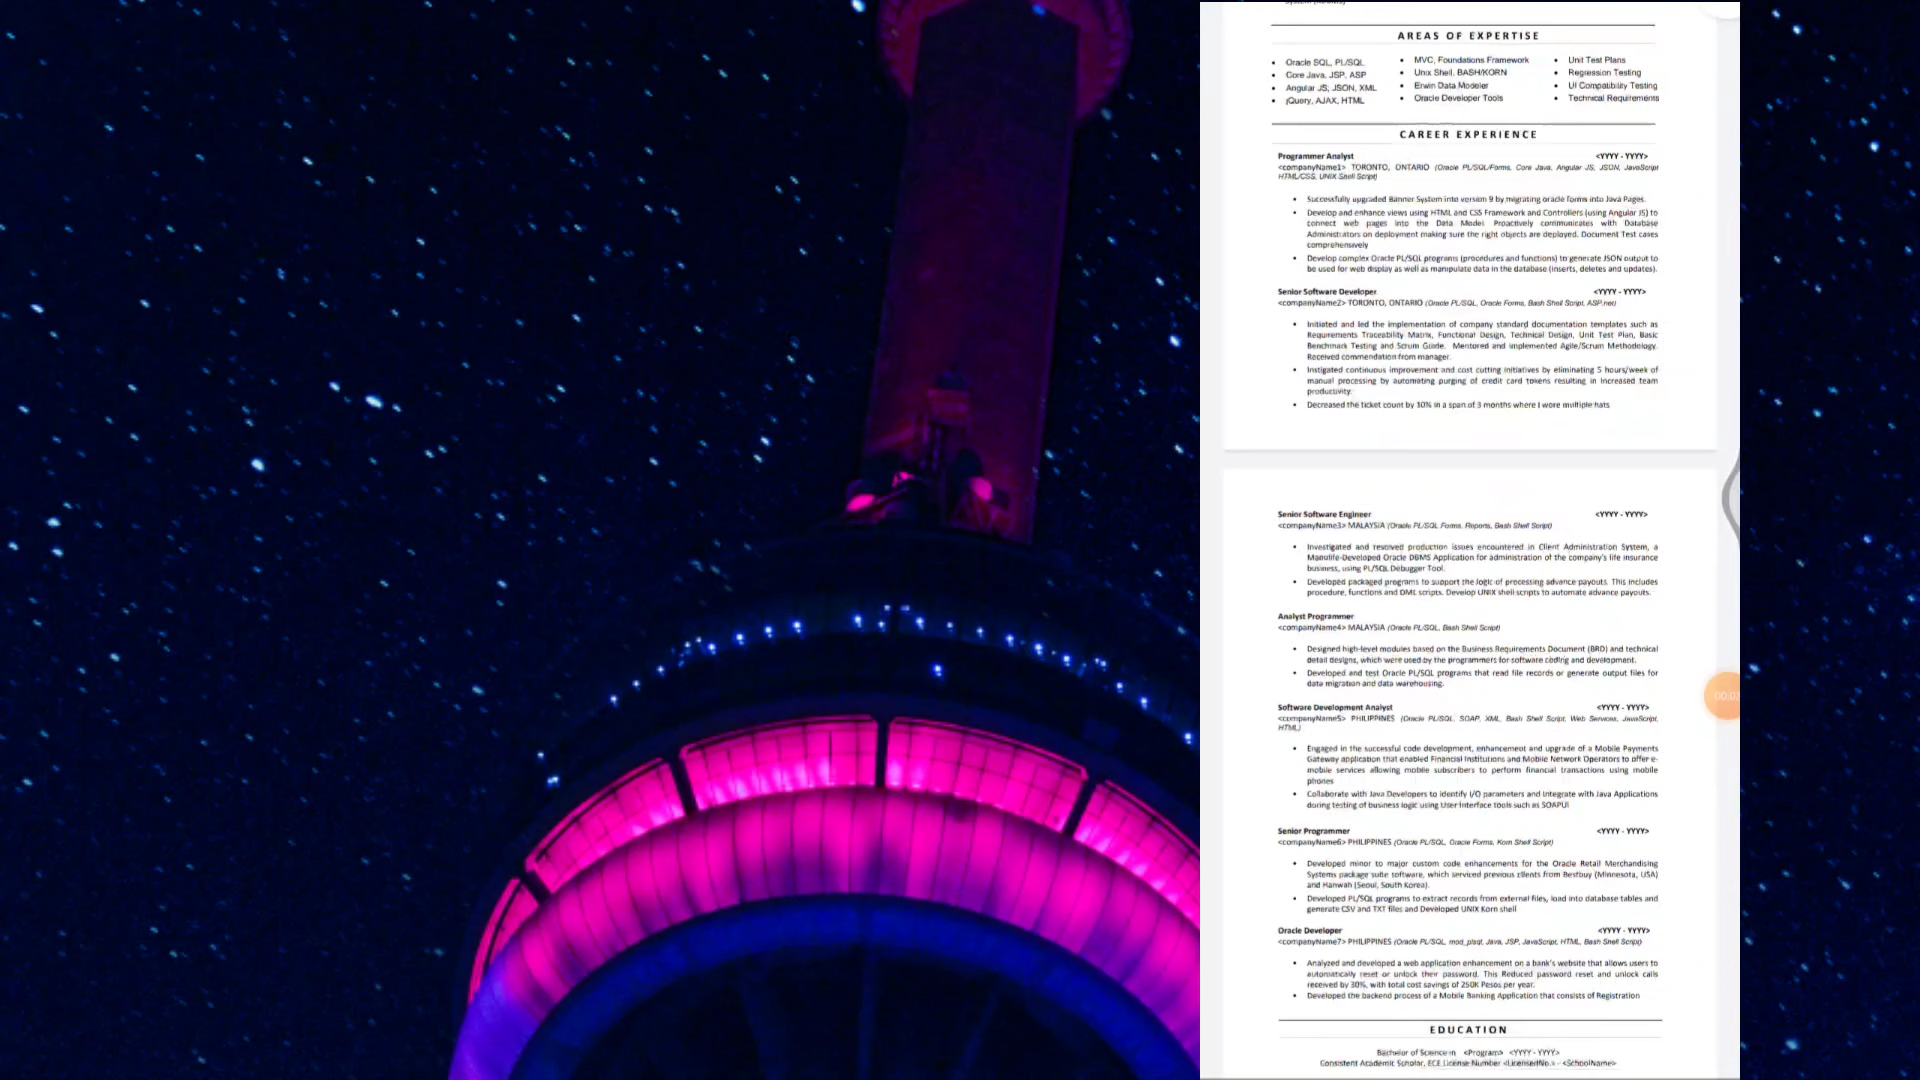 AREAS OF EXPERTISE
• Oracle SQL, PL/SQL
• Core Java, JSP, ASP
• Angular JS, JSON, XML
• jQuery, AJAX, HTML
• MVC, Foundations Framework
• Unix Shell, BASH/KORN
• Erwin Data Modeler
• Oracle Developer Tools
• Unit Test Plans
• Regression Testing
• UI Compatibility Testing
• Technical Requirements
CAREER EXPERIENCE
Programmer Analyst <YYYY - YYYY>
<companyName1> TORONTO, ONTARIO (Oracle PL/SQL/Forms, Core Java, Angular JS, JSON, JavaScript
HTML/CSS, UNIX Shell Script)
• Successfully upgraded Banner System into version 9 by migrating oracle forms into Java Pages.
• Develop and enhance views using HTML and CSS Framework and Controllers (using Angular JS) to
connect web pages into the Data Model. Proactively communicates with Database
Administrators on deployment making sure the right objects are deployed. Document Test cases
comprehensively
• Develop complex Oracle PL/SQL programs (procedures and functions) to generate JSON output to
be used for web display as well as manipulate data in the database (inserts, deletes and updates).
Senior Software Developer <YYYY - YYYY>
<companyName2> TORONTO, ONTARIO (Oracle PL/SQL, Oracle Forms, Bash Shell Script, ASP.net)
• Initiated and led the implementation of company standard documentation templates such as
Requirements Traceability Matrix, Functional Design, Technical Design, Unit Test Plan, Basic
Benchmark Testing and Scrum Guide. Mentored and implemented Agile/Scrum Methodology.
Received commendation from manager.
• Instigated continuous improvement and cost cutting initiatives by eliminating 5 hours/week of
manual processing by automating purging of credit card tokens resulting in increased team
productivity.
• Decreased the ticket count by 30% in a span of 3 months where I wore multiple hats
Senior Software Engineer <YYYY - YYYY>
<companyName3> MALAYSIA (Oracle PL/SQL Forms, Reports, Bash Shell Script)
• Investigated and resolved production issues encountered in Client Administration System, a
Manulife-Developed Oracle DBMS Application for administration of the company's life insurance
business, using PL/SQL Debugger Tool.
• Developed packaged programs to support the logic of processing advance payouts. This includes
procedure, functions and DML scripts. Develop UNIX shell scripts to automate advance payouts.
Analyst Programmer
<companyName4> MALAYSIA (Oracle PL/SQL, Bash Shell Script)
• Designed high-level modules based on the Business Requirements Document (BRD) and technical
detail designs, which were used by the programmers for software coding and development.
• Developed and test Oracle PL/SQL programs that read file records or generate output files for
data migration and data warehousing.
Software Development Analyst <YYYY - YYYY>
<companyName5> PHILIPPINES (Oracle PL/SQL, SOAP, XML, Bash Shell Script, Web Services, JavaScript,
HTML)
• Engaged in the successful code development, enhancement and upgrade of a Mobile Payments
Gateway application that enabled Financial Institutions and Mobile Network Operators to offer e-
mobile services allowing mobile subscribers to perform financial transactions using mobile
phones
• Collaborate with Java Developers to identify I/O parameters and Integrate with Java Applications
during testing of business logic using User Interface tools such as SOAPUI
Senior Programmer <YYYY - YYYY>
<companyName6> PHILIPPINES (Oracle PL/SQL, Oracle Forms, Korn Shell Script)
• Developed minor to major custom code enhancements for the Oracle Retail Merchandising
Systems package suite software, which serviced previous clients from Bestbuy (Minnesota, USA)
and Hanwah (Seoul, South Korea).
• Developed PL/SQL programs to extract records from external files, load into database tables and
generate CSV and TXT files and Developed UNIX Korn shell
Oracle Developer <YYYY - YYYY>
<companyName7> PHILIPPINES (Oracle PL/SQL, mod_plsql, Java, JSP, JavaScript, HTML, Bash Shell Script)
• Analyzed and developed a web application enhancement on a bank's website that allows users to
automatically reset or unlock their password. This Reduced password reset and unlock calls
received by 30%, with total cost savings of 250K Pesos per year.
• Developed the backend process of a Mobile Banking Application that consists of Registration
EDUCATION
Bachelor of Science in <Program> <YYYY - YYYY>
Consistent Academic Scholar, ECE License Number <LicensedNo.> - <SchoolName>